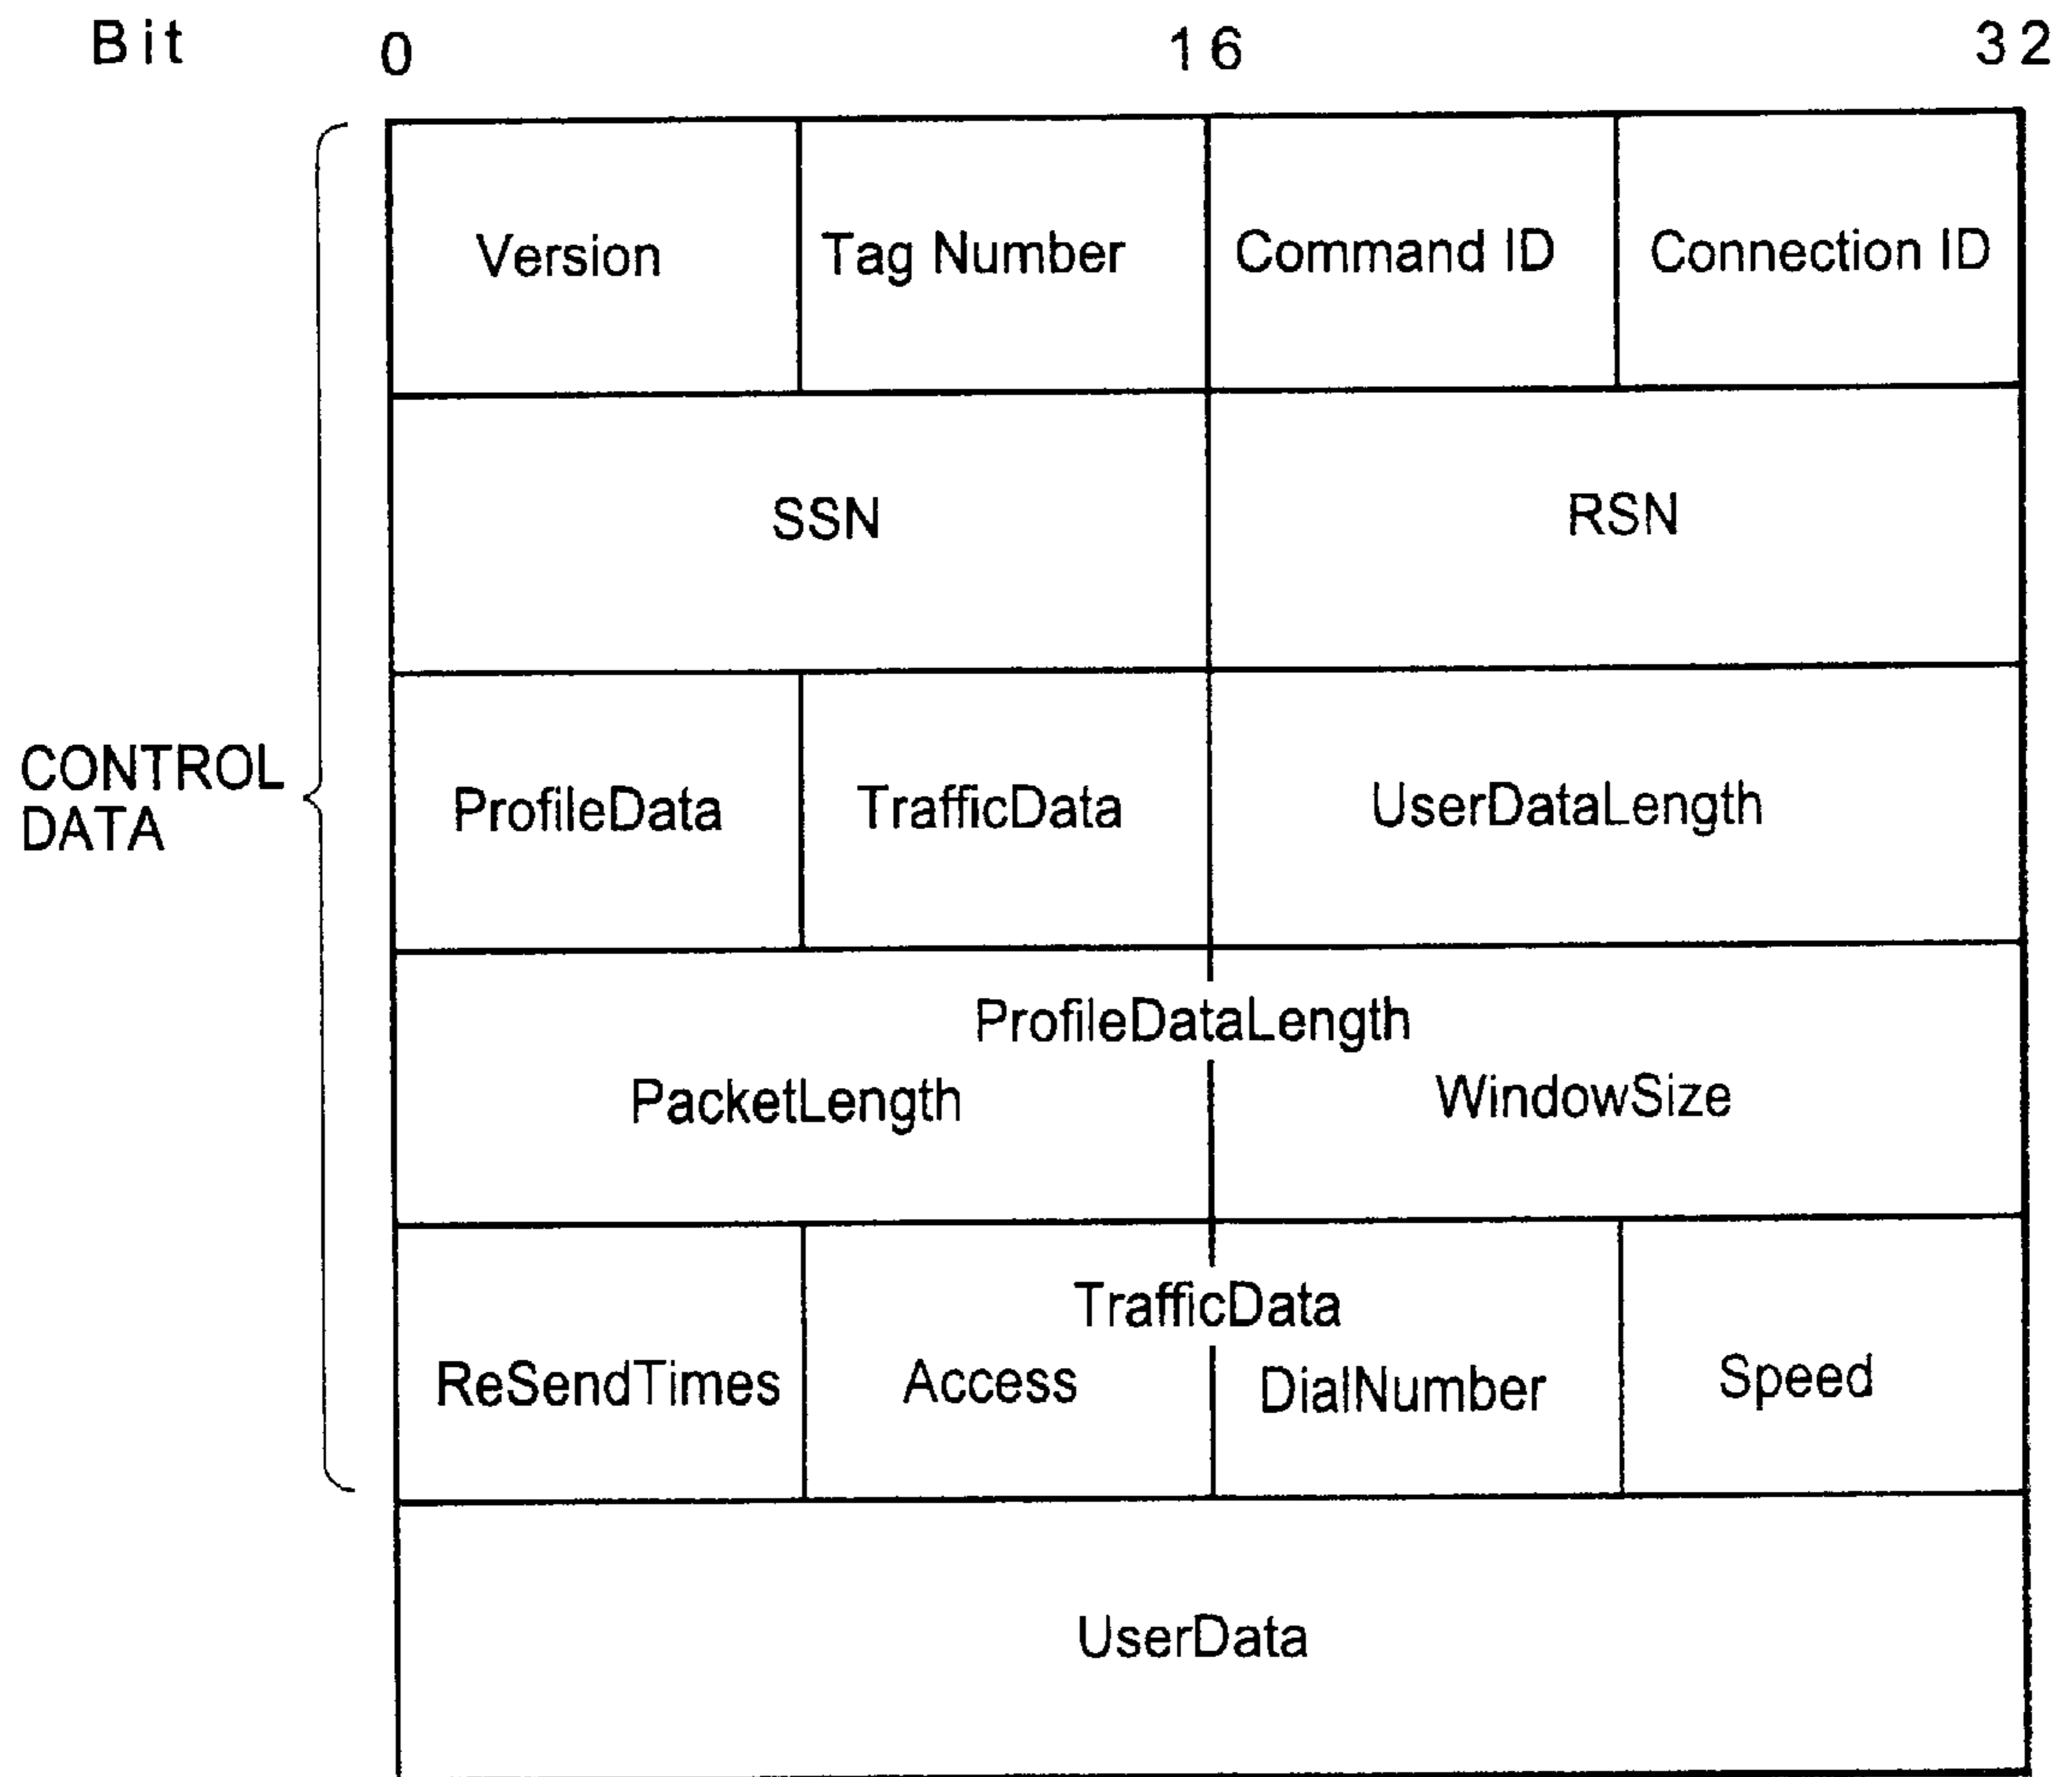 Bit 0 16 32
Version Tag Number Command ID Connection ID
SSN RSN
CONTROL
DATA
ProfileData TrafficData UserDataLength
ProfileDataLength
PacketLength WindowSize
TrafficData
ReSendTimes Access DialNumber Speed
UserData